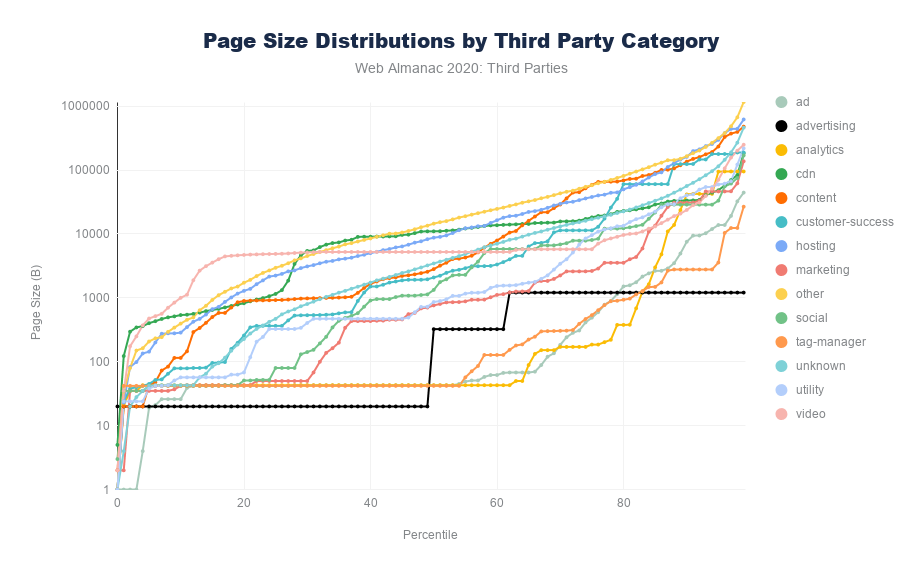 Page Size Distributions by Third Party Category
Web Almanac 2020: Third Parties
Page Size (B)
1000000
100000
10000
1000
100
10
1
0
20
40
60
80
Percentile
ad
advertising
analytics
cdn
content
customer-success
hosting
marketing
other
social
tag-manager
unknown
utility
video